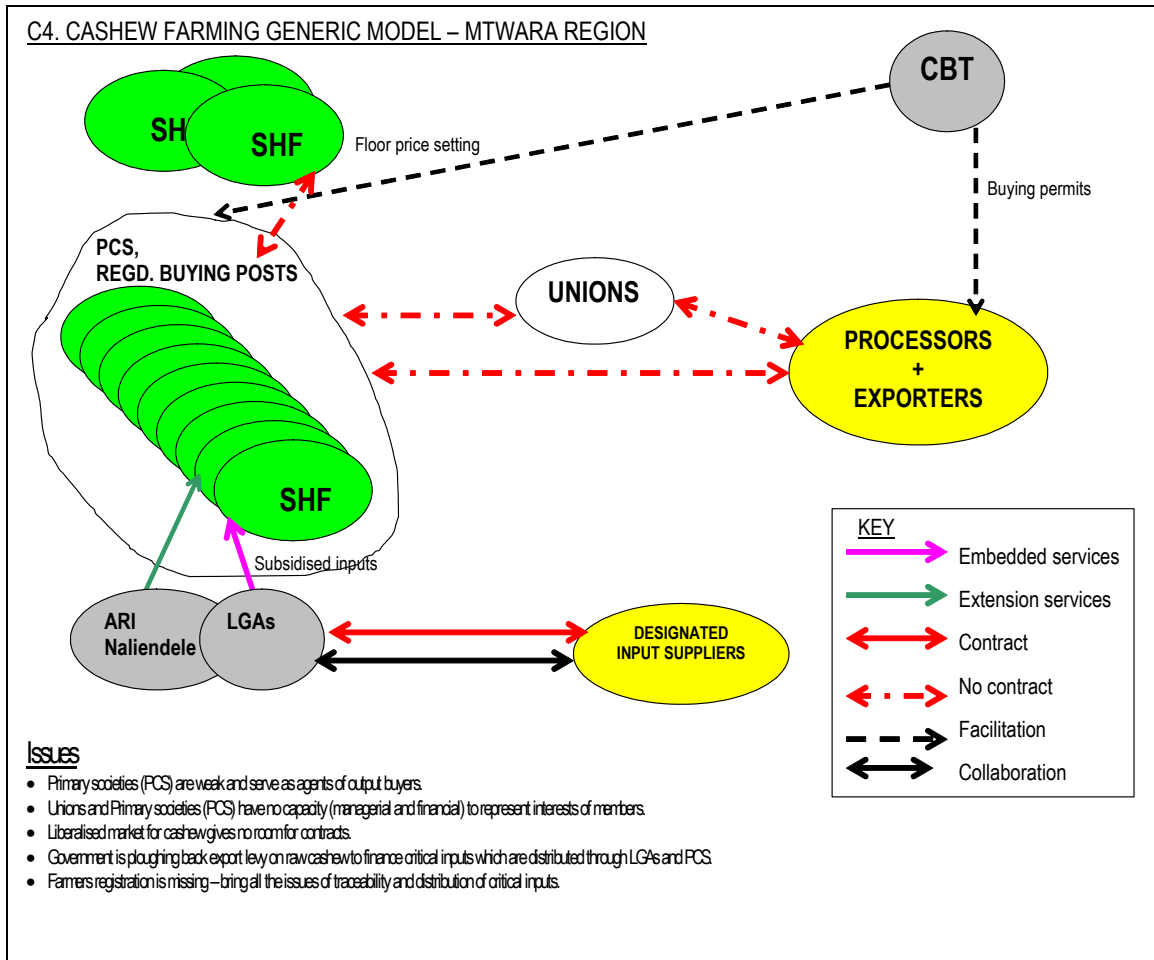 C4. CASHEW FARMING GENERIC MODEL – MTWARA REGION
CBT
SH
SHF
Floor price setting
Buying permits
PCS,
REGD. BUYING POSTS
UNIONS
PROCESSORS
+
EXPORTERS
SHF
Subsidised inputs
ARI
Naliendele
LGAs
DESIGNATED
INPUT SUPPLIERS
KEY
Embedded services
Extension services
Contract
No contract
Facilitation
Collaboration
Issues
• Primary societies (PCS) are weak and serve as agents of output buyers.
• Unions and Primary societies (PCS) have no capacity (managerial and financial) to represent interests of members.
• Liberalised market for cashew gives no room for contracts.
• Government is ploughing back export levy on raw cashew to finance critical inputs which are distributed through LGAs and PCS.
• Farmers registration is missing – bring all the issues of traceability and distribution of critical inputs.